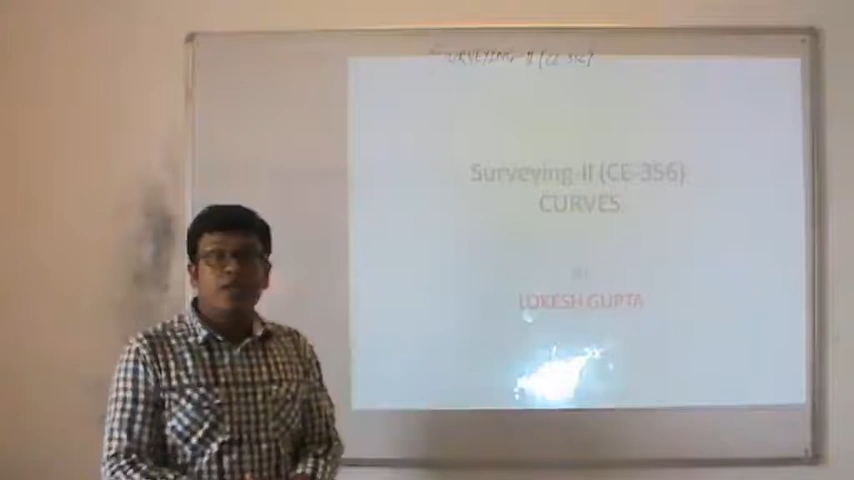 SURVEYING-II (CE-356)
Surveying-II (CE-356)
CURVES
BY
LOKESH GUPTA